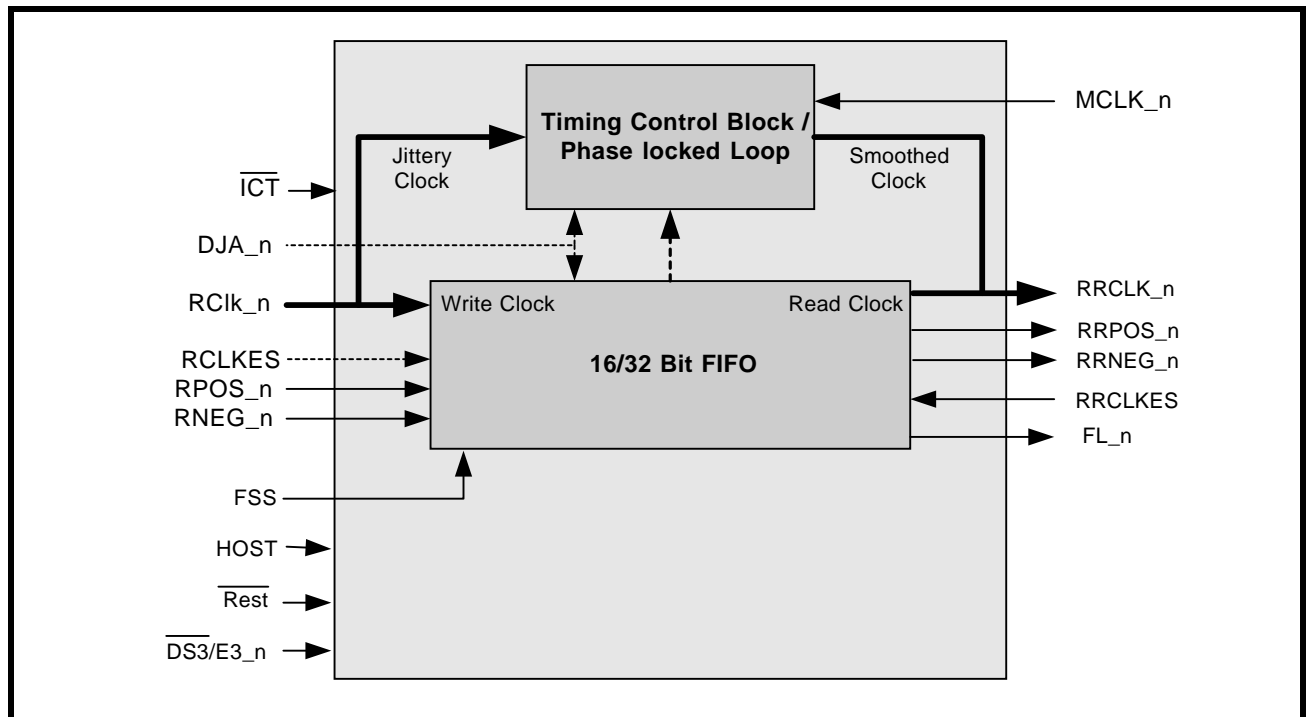 Timing Control Block /
Phase locked Loop
MCLK_n
Jittery
Clock
Smoothed
Clock
ICT
DJA_n
RClk_n
Write Clock
Read Clock
RRCLK_n
RRPOS_n
RCLKES
16/32 Bit FIFO
RRNEG_n
RPOS_n
RRCLKES
RNEG_n
FL_n
FSS
HOST
Rest
DS3/E3_n